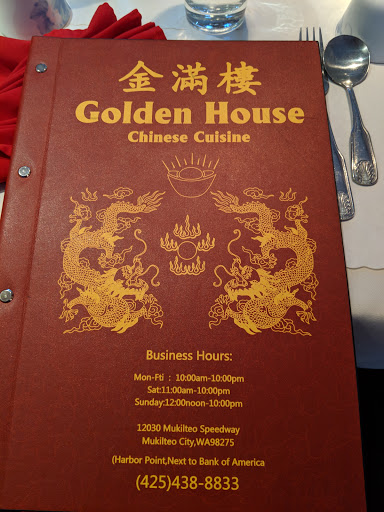 金滿樓
Golden House
Chinese Cuisine
Business Hours:
Mon-Fti : 10:00am-10:00pm
Sat:11:00am-10:00pm
Sunday:12:00noon-10:00pm
12030 Mukilteo Speedway
Mukilteo City,WA98275
(Harbor Point,Next to Bank of America
(425)438-8833